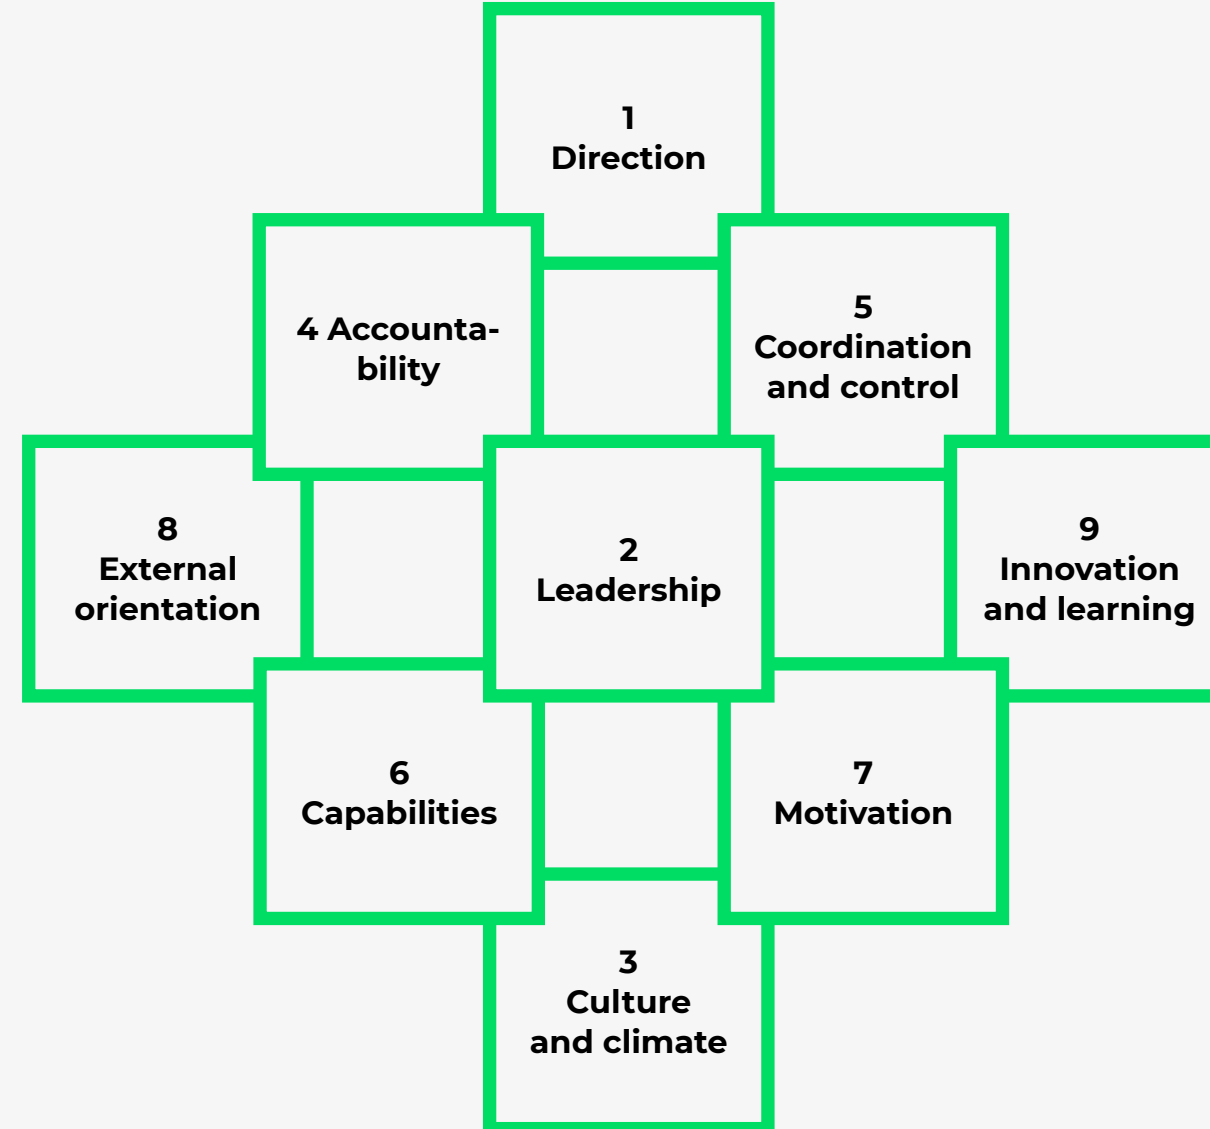 1
Direction
4 Accounta-
bility
5
Coordination
and control
8
External
orientation
2
Leadership
9
Innovation
and learning
6
Capabilities
7
Motivation
3
Culture
and climate